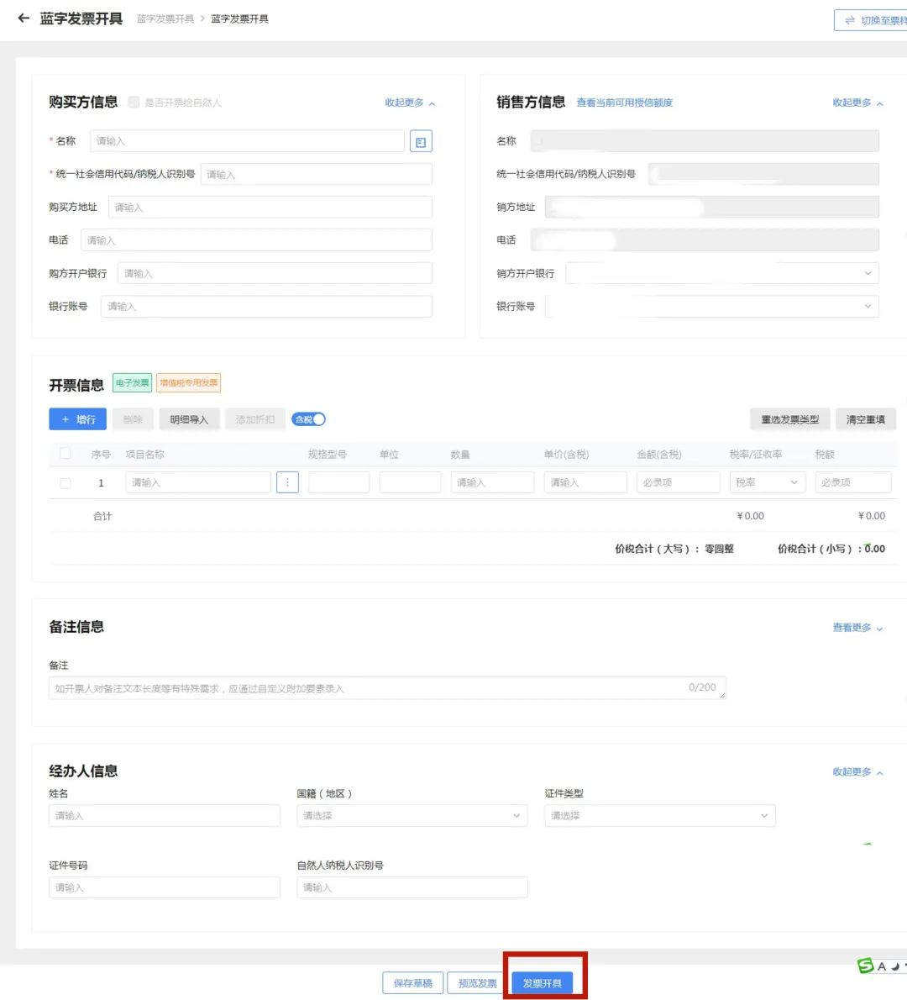 蓝字发票开具 蓝字发票开具 > 蓝字发票开具
切换至票样
购买方信息 是否开票给自然人 收起更多
* 名称 请输入
* 统一社会信用代码/纳税人识别号 请输入
购买方地址 请输入
电话 请输入
购方开户银行 请输入
银行账号 请输入
销售方信息 查看当前可用授信额度 收起更多
名称
统一社会信用代码/纳税人识别号
销方地址
电话
销方开户银行
银行账号
开票信息 电子发票 增值税专用发票
+ 增行 删除 明细导入 添加折扣 含税 重选发票类型 清空重填
序号 项目名称 规格型号 单位 数量 单价(含税) 金额(含税) 税率/征收率 税额
1 请输入 请输入 请输入 必录项 税率 必录项
合计 ¥0.00 ¥0.00
价税合计（大写）：零圆整 价税合计（小写）：0.00
备注信息 查看更多
备注
如开票人对备注文本长度等有特殊需求，应通过自定义附加要素录入 0/200
经办人信息 收起更多
姓名 国籍（地区） 证件类型
请输入 请选择 请选择
证件号码 自然人纳税人识别号
请输入 请输入
保存草稿 预览发票 发票开具
S A